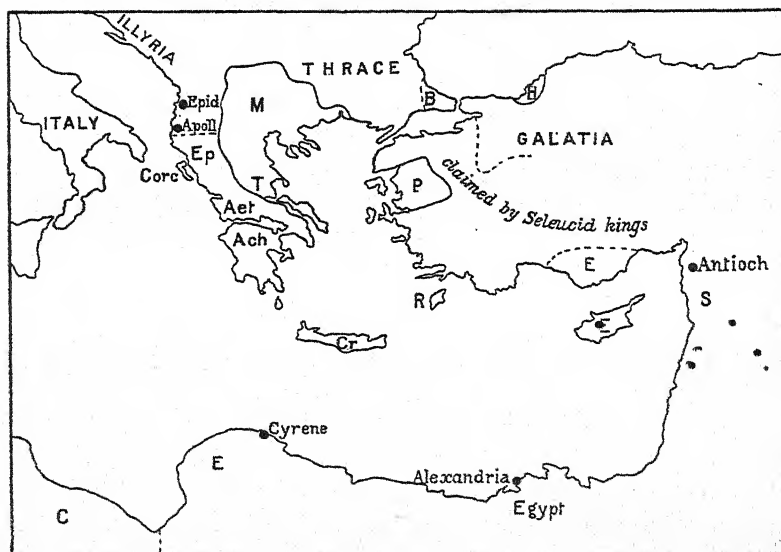 ILLYRIA
THRACE
Epid
M
B
H
ITALY
Apoll
GALATIA
Ep
Corc
T
P
claimed by Seleucid kings
Aet
Ach
E
Antioch
R
S
E
Cr
Cyrene
E
Alexandria
Egypt
C